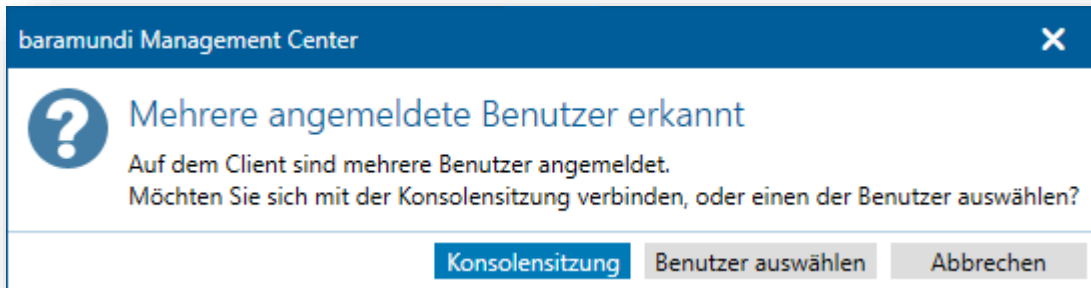 baramundi Management Center
Mehrere angemeldete Benutzer erkannt
Auf dem Client sind mehrere Benutzer angemeldet.
Möchten Sie sich mit der Konsolensitzung verbinden, oder einen der Benutzer auswählen?
Konsolensitzung Benutzer auswählen Abbrechen